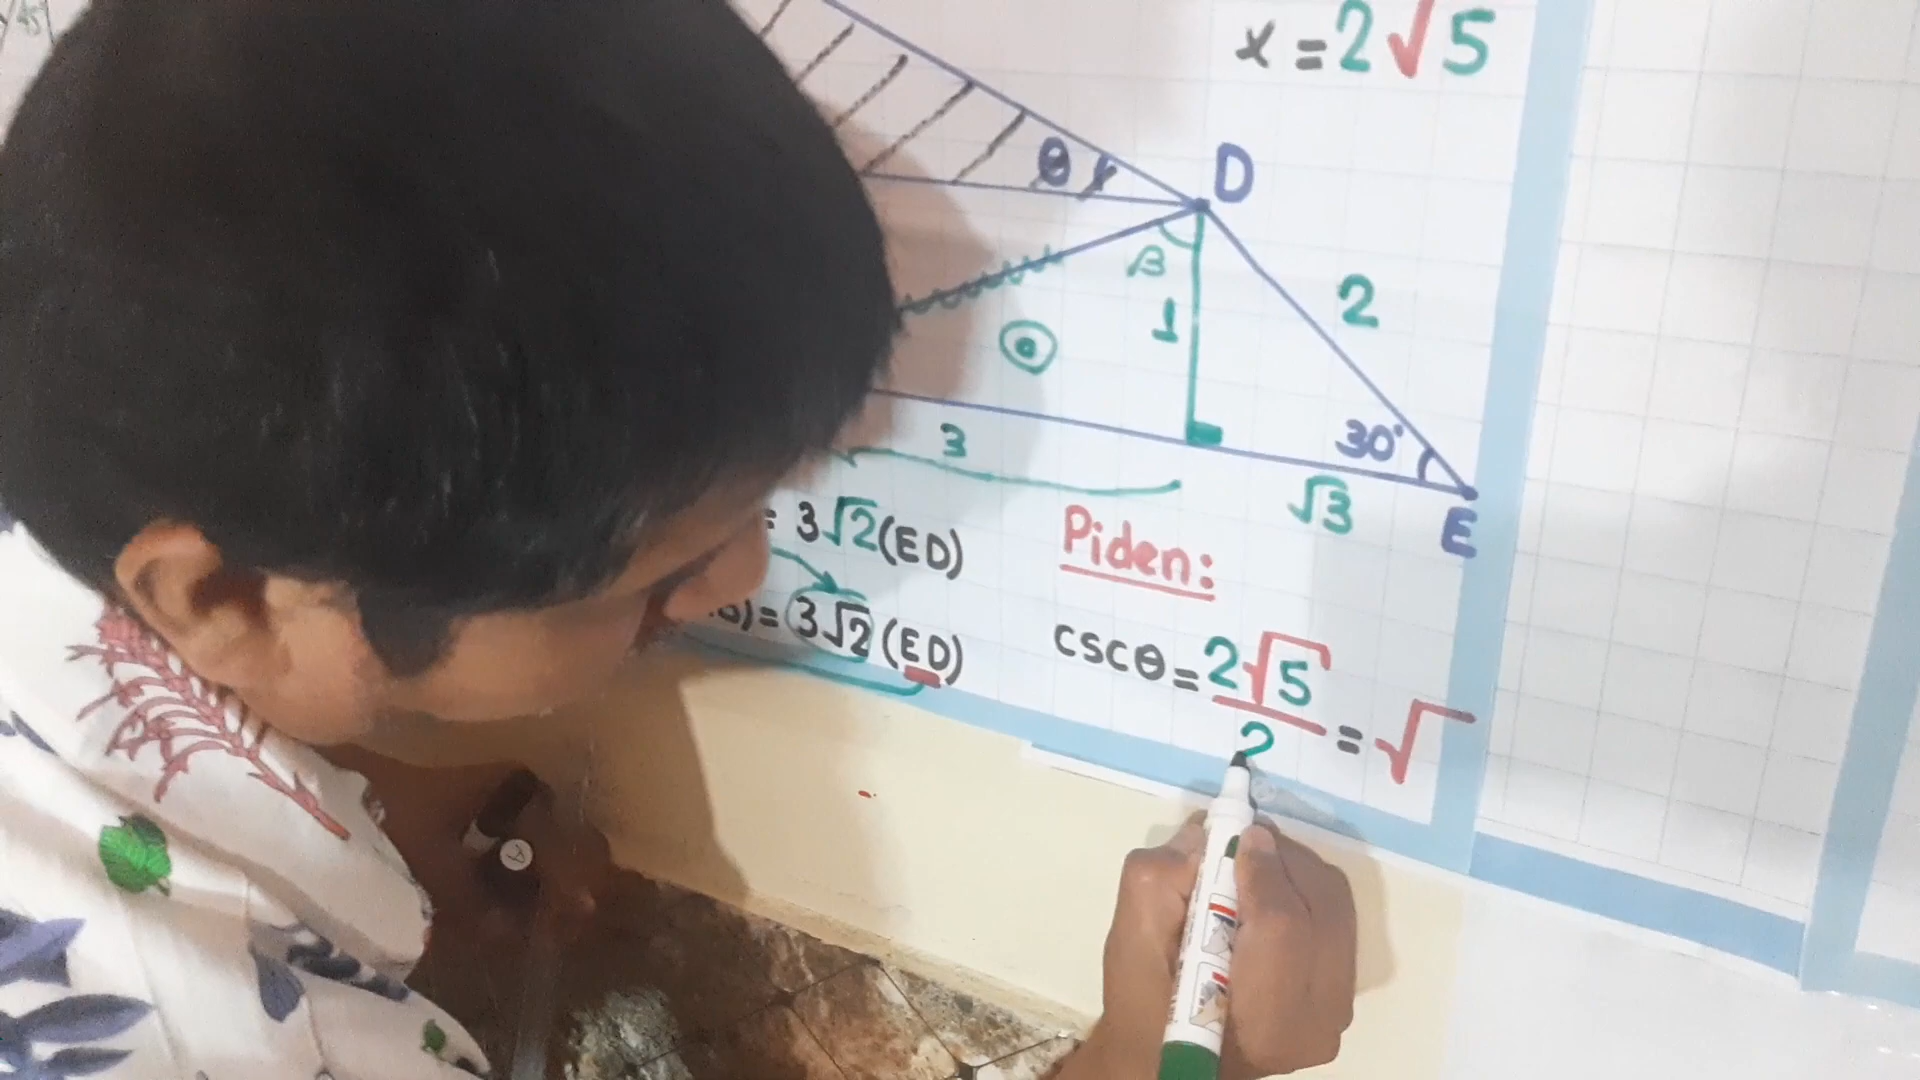 x = 2√5
θ
D
β
1
2
30°
3
√3
E
= 3√2(ED)
) = 3√2(ED)
Piden:
cscθ = 2√5/2 = √